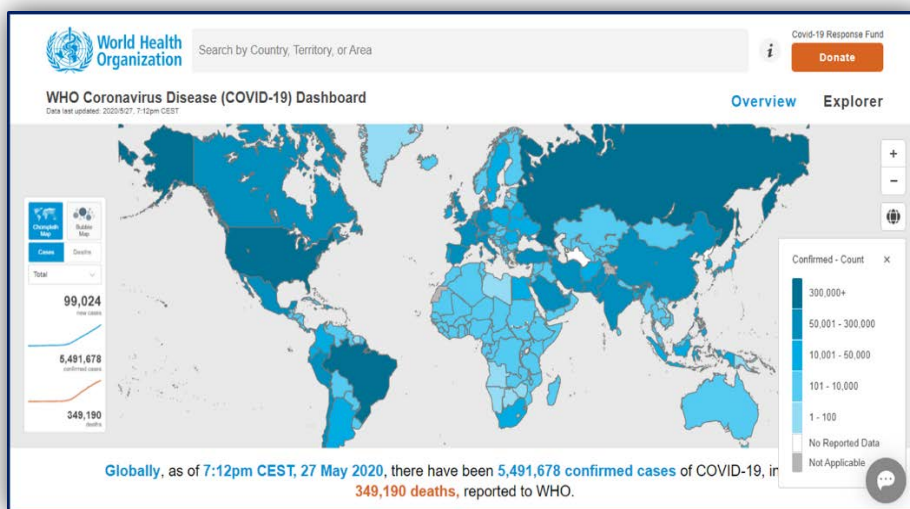 World Health
Organization
Search by Country, Territory, or Area
i
Covid-19 Response Fund
Donate
WHO Coronavirus Disease (COVID-19) Dashboard
Data last updated: 2020/5/27, 7:12pm CEST
Overview
Explorer
+
−
Choropleth
Map
Bubble
Map
Cases
Deaths
Total
99,024
new cases
5,491,678
confirmed cases
349,190
deaths
Confirmed - Count ×
300,000+
50,001 - 300,000
10,001 - 50,000
101 - 10,000
1 - 100
No Reported Data
Not Applicable
Globally, as of 7:12pm CEST, 27 May 2020, there have been 5,491,678 confirmed cases of COVID-19, in
349,190 deaths, reported to WHO.